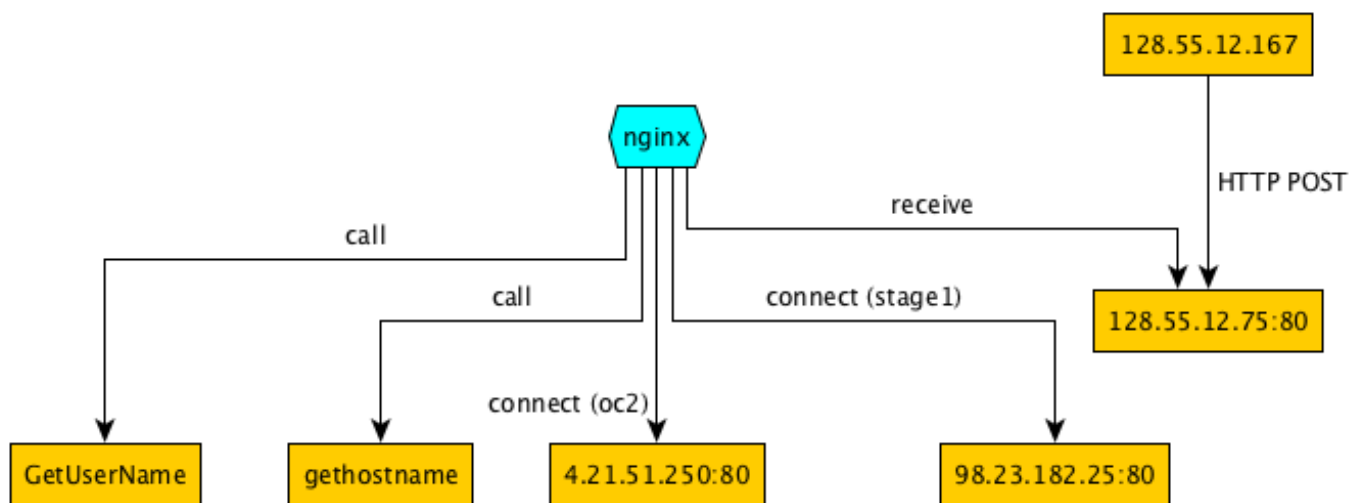 128.55.12.167
nginx
HTTP POST
receive
call
call
connect (stage1)
128.55.12.75:80
connect (oc2)
GetUserName
gethostname
4.21.51.250:80
98.23.182.25:80